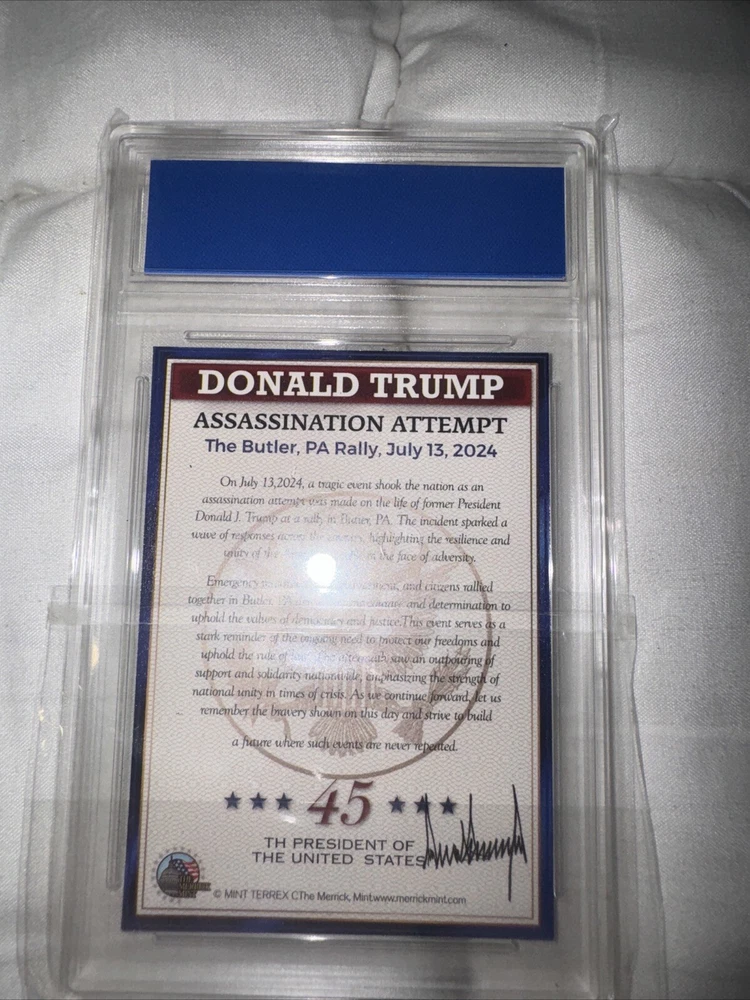 DONALD TRUMP
ASSASSINATION ATTEMPT
The Butler, PA Rally, July 13, 2024
On July 13,2024, a tragic event shook the nation as an
assassination attempt was made on the life of former President
Donald J. Trump at a rally in Butler, PA. The incident sparked a
wave of responses across the country, highlighting the resilience and
unity of the in the face of adversity.
Emergency and citizens rallied
together in Butler, and determination to
uphold the values of democracy and justice.This event serves as a
stark reminder of the ongoing need to protect our freedoms and
uphold the rule of saw an outpouring of
support and solidarity nationwide, emphasizing the strength of
national unity in times of crisis. As we continue forward, let us
remember the bravery shown on this day and strive to build
a future where such events are never repeated.
45
TH PRESIDENT OF
THE UNITED STATES
© MINT TERREX CThe Merrick, Mintwww.merrickmint.com